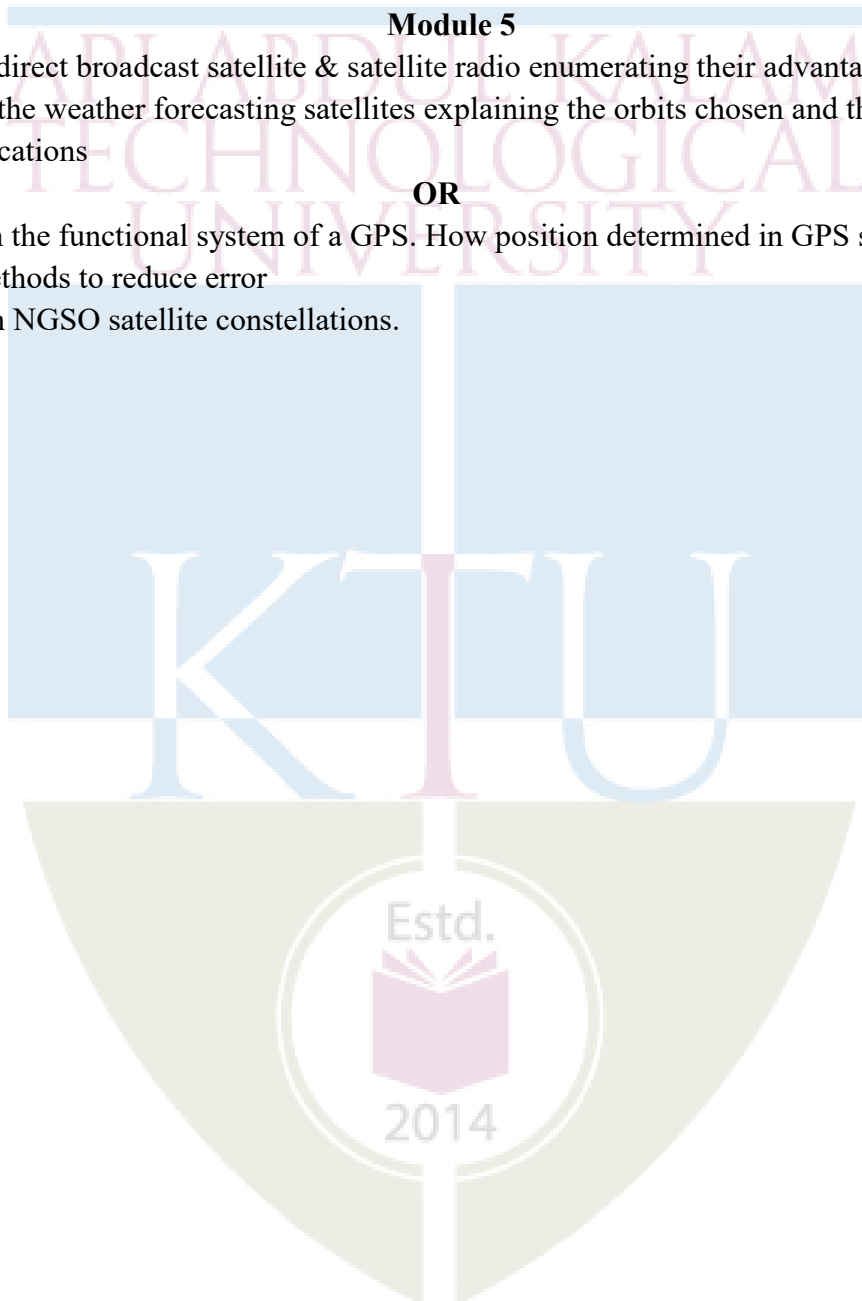 Module 5
direct broadcast satellite & satellite radio enumerating their advanta
the weather forecasting satellites explaining the orbits chosen and th
cations
OR
n the functional system of a GPS. How position determined in GPS s
ethods to reduce error
n NGSO satellite constellations.
API ABDUL KALAM
TECHNOLOGICAL
UNIVERSITY
KTU
Estd.
2014